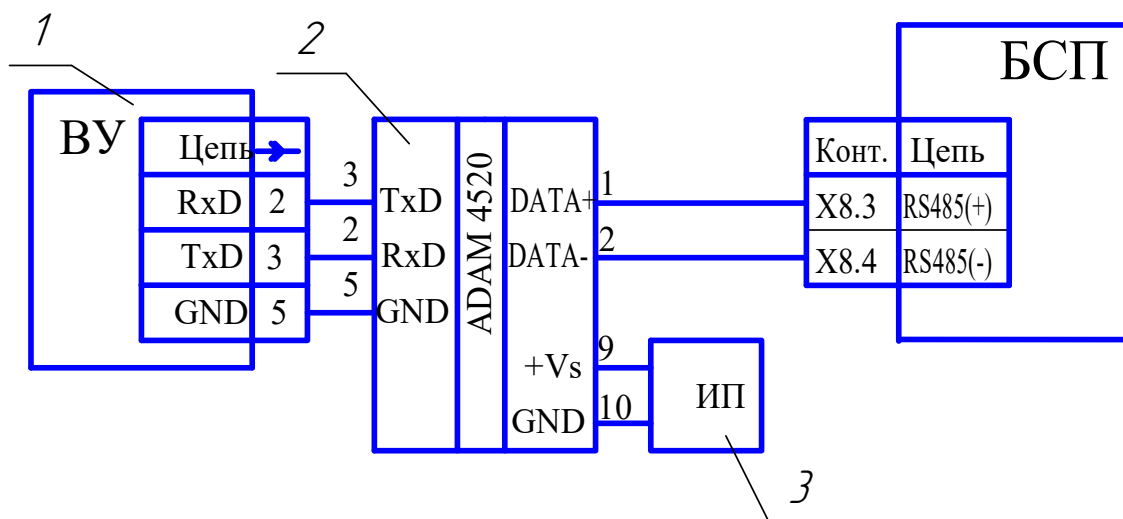 1
2
БСП
ВУ
Цепь
Конт. Цепь
RxD 2
3 TxD
DATA+ 1
X8.3 RS485(+)
TxD 3
2 RxD
DATA- 2
X8.4 RS485(-)
GND 5
5 GND
ADAM 4520
+Vs 9
GND 10
ИП
3